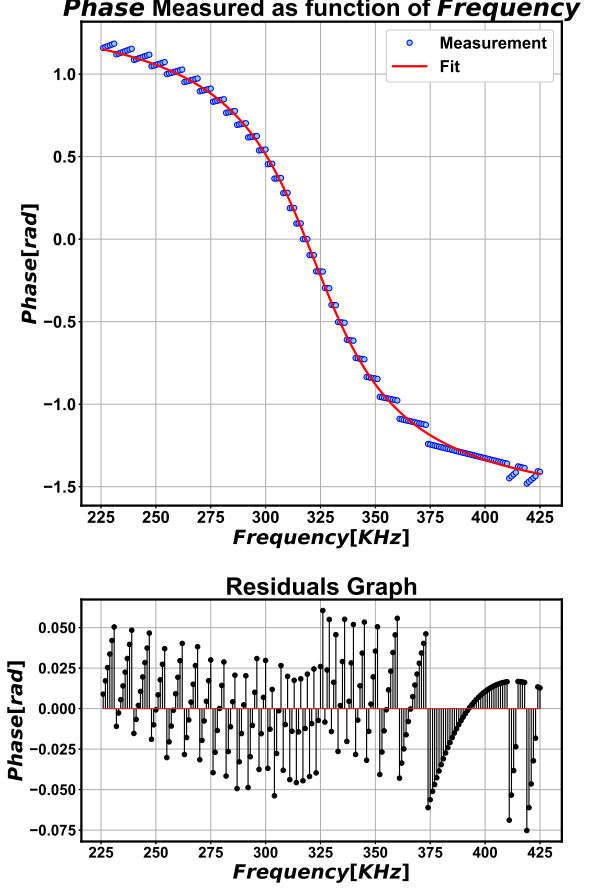 Phase Measured as function of Frequency
Measurement
Fit
1.0
0.5
0.0
−0.5
−1.0
−1.5
Phase[rad]
225 250 275 300 325 350 375 400 425
Frequency[KHz]
Residuals Graph
0.050
0.025
0.000
−0.025
−0.050
−0.075
Phase[rad]
225 250 275 300 325 350 375 400 425
Frequency[KHz]